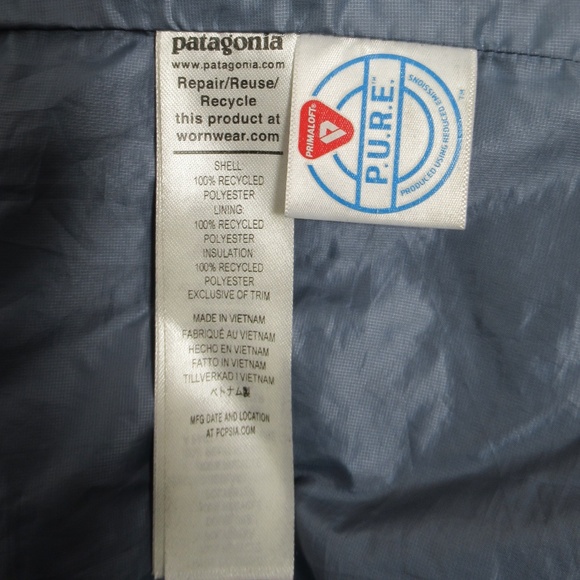 patagonia
www.patagonia.com
Repair/Reuse/
Recycle
this product at
wornwear.com
SHELL:
100% RECYCLED
POLYESTER
LINING:
100% RECYCLED
POLYESTER
INSULATION:
100% RECYCLED
POLYESTER
EXCLUSIVE OF TRIM
MADE IN VIETNAM
FABRIQUÉ AU VIETNAM
HECHO EN VIETNAM
FATTO IN VIETNAM
TILLVERKAD I VIETNAM
ベトナム製
MFG DATE AND LOCATION
AT PCPSIA.COM
PRIMALOFT®
P.U.R.E.™
PRODUCED USING REDUCED EMISSIONS
TM